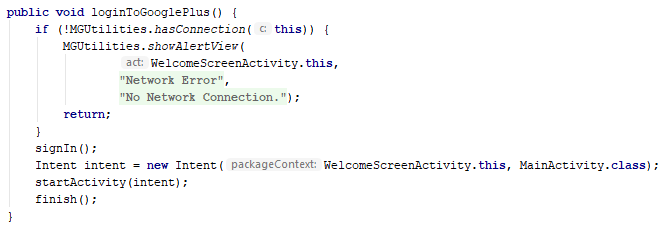 public void loginToGooglePlus() {
if (!MGUtilities.hasConnection( c: this)) {
MGUtilities.showAlertView(
act: WelcomeScreenActivity.this,
"Network Error",
"No Network Connection.");
return;
}
signIn();
Intent intent = new Intent( packageContext: WelcomeScreenActivity.this, MainActivity.class);
startActivity(intent);
finish();
}